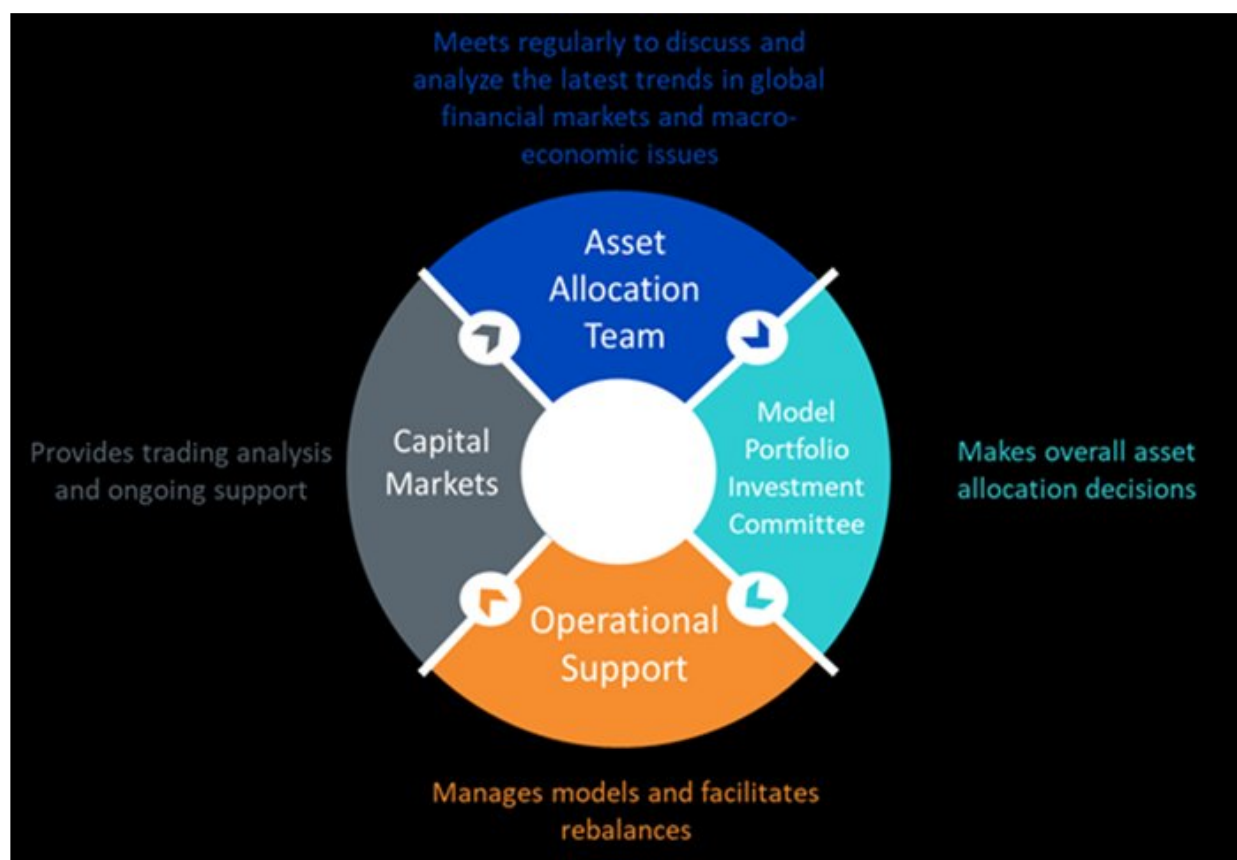 Meets regularly to discuss and
analyze the latest trends in global
financial markets and macro-
economic issues
Asset
Allocation
Team
Provides trading analysis
and ongoing support
Capital
Markets
Model
Portfolio
Investment
Committee
Makes overall asset
allocation decisions
Operational
Support
Manages models and facilitates
rebalances